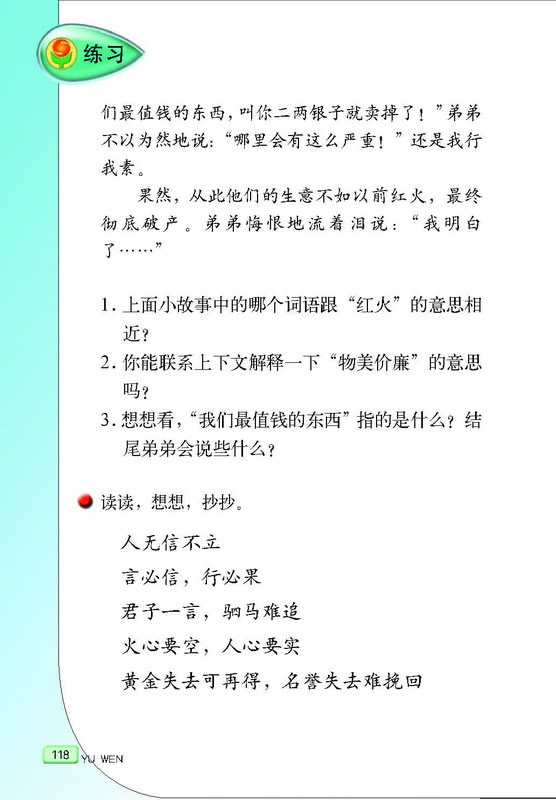 练习
们最值钱的东西，叫你二两银子就卖掉了！”弟弟
不以为然地说：“哪里会有这么严重！”还是我行
我素。
果然，从此他们的生意不如以前红火，最终
彻底破产。弟弟悔恨地流着泪说：“我明白
了……”
1. 上面小故事中的哪个词语跟“红火”的意思相
近？
2. 你能联系上下文解释一下“物美价廉”的意思
吗？
3. 想想看，“我们最值钱的东西”指的是什么？结
尾弟弟会说些什么？
读读，想想，抄抄。
人无信不立
言必信，行必果
君子一言，驷马难追
火心要空，人心要实
黄金失去可再得，名誉失去难挽回
118 YU WEN